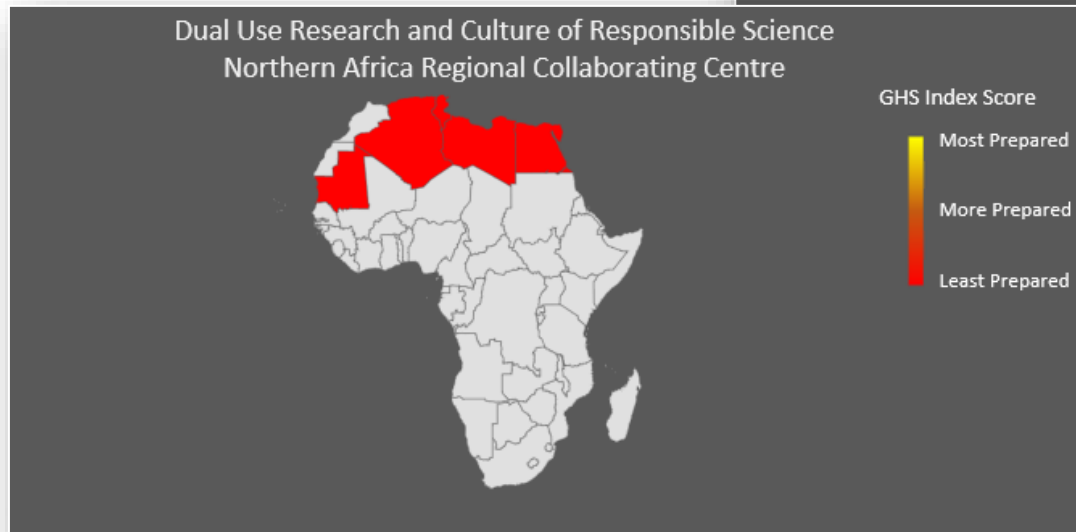 Dual Use Research and Culture of Responsible Science
Northern Africa Regional Collaborating Centre
GHS Index Score
Most Prepared
More Prepared
Least Prepared